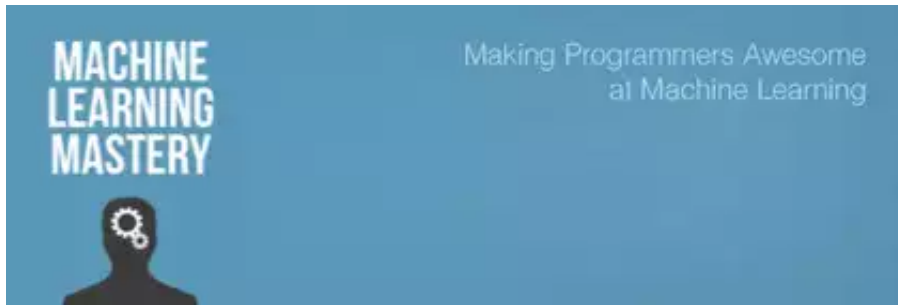 MACHINE
LEARNING
MASTERY
Making Programmers Awesome
at Machine Learning